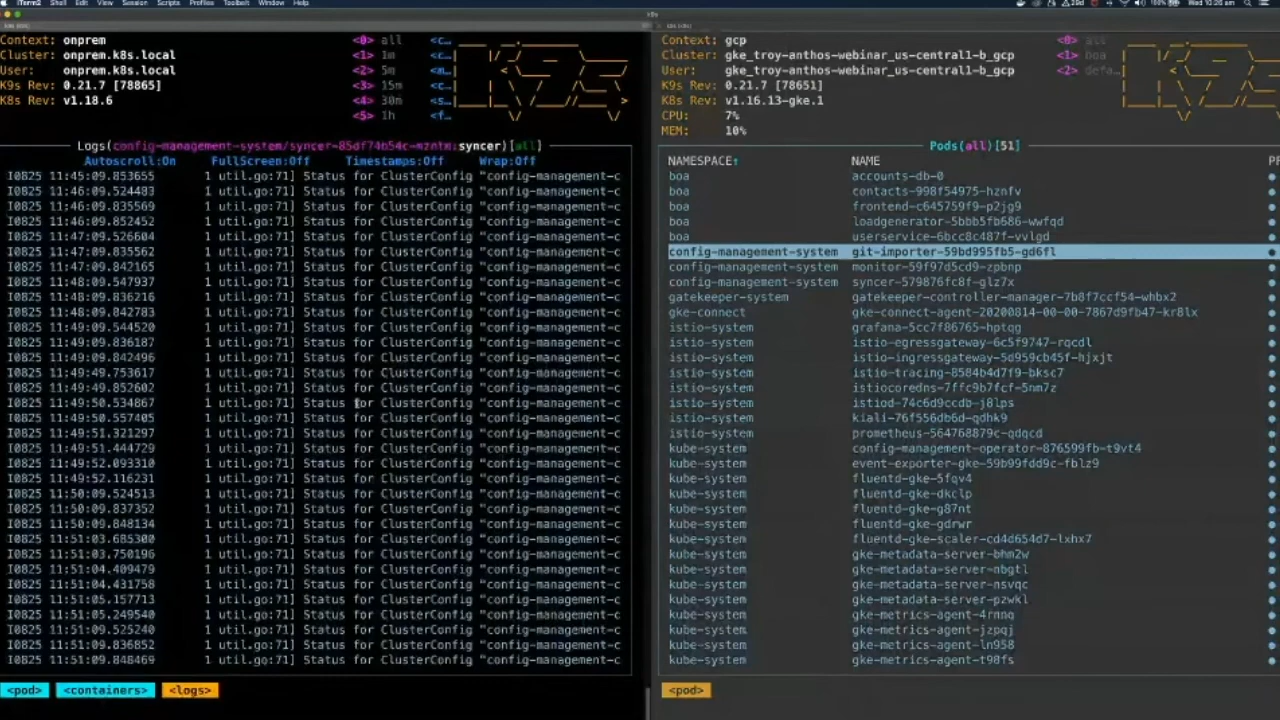 iTerm2 Shell Edit View Session Scripts Profiles Toolbelt Window Help
Wed 10:26 am
Context: onprem
<0> all
Cluster: onprem.k8s.local
<1> 1m
User: onprem.k8s.local
<2> 5m
K9s Rev: 0.21.7 [78865]
<3> 15m
K8s Rev: v1.18.6
<4> 30m
<5> 1h
Logs(config-management-system/syncer-85df74b54c-mzntm:syncer)[all]
Autoscroll:On FullScreen:Off Timestamps:Off Wrap:Off
I0825 11:45:09.853655 1 util.go:71] Status for ClusterConfig "config-management-c
I0825 11:46:09.524483 1 util.go:71] Status for ClusterConfig "config-management-c
I0825 11:46:09.835569 1 util.go:71] Status for ClusterConfig "config-management-c
I0825 11:46:09.852452 1 util.go:71] Status for ClusterConfig "config-management-c
I0825 11:47:09.526604 1 util.go:71] Status for ClusterConfig "config-management-c
I0825 11:47:09.835562 1 util.go:71] Status for ClusterConfig "config-management-c
I0825 11:47:09.842165 1 util.go:71] Status for ClusterConfig "config-management-c
I0825 11:48:09.547937 1 util.go:71] Status for ClusterConfig "config-management-c
I0825 11:48:09.836216 1 util.go:71] Status for ClusterConfig "config-management-c
I0825 11:48:09.842783 1 util.go:71] Status for ClusterConfig "config-management-c
I0825 11:49:09.544520 1 util.go:71] Status for ClusterConfig "config-management-c
I0825 11:49:09.836187 1 util.go:71] Status for ClusterConfig "config-management-c
I0825 11:49:09.842496 1 util.go:71] Status for ClusterConfig "config-management-c
I0825 11:49:49.753617 1 util.go:71] Status for ClusterConfig "config-management-c
I0825 11:49:49.852602 1 util.go:71] Status for ClusterConfig "config-management-c
I0825 11:49:50.534867 1 util.go:71] Status for ClusterConfig "config-management-c
I0825 11:49:50.557405 1 util.go:71] Status for ClusterConfig "config-management-c
I0825 11:49:51.321297 1 util.go:71] Status for ClusterConfig "config-management-c
I0825 11:49:51.444729 1 util.go:71] Status for ClusterConfig "config-management-c
I0825 11:49:52.093310 1 util.go:71] Status for ClusterConfig "config-management-c
I0825 11:49:52.116231 1 util.go:71] Status for ClusterConfig "config-management-c
I0825 11:50:09.524513 1 util.go:71] Status for ClusterConfig "config-management-c
I0825 11:50:09.837352 1 util.go:71] Status for ClusterConfig "config-management-c
I0825 11:50:09.848134 1 util.go:71] Status for ClusterConfig "config-management-c
I0825 11:51:03.685300 1 util.go:71] Status for ClusterConfig "config-management-c
I0825 11:51:03.750196 1 util.go:71] Status for ClusterConfig "config-management-c
I0825 11:51:04.409479 1 util.go:71] Status for ClusterConfig "config-management-c
I0825 11:51:04.431758 1 util.go:71] Status for ClusterConfig "config-management-c
I0825 11:51:05.157713 1 util.go:71] Status for ClusterConfig "config-management-c
I0825 11:51:05.249540 1 util.go:71] Status for ClusterConfig "config-management-c
I0825 11:51:09.525240 1 util.go:71] Status for ClusterConfig "config-management-c
I0825 11:51:09.836852 1 util.go:71] Status for ClusterConfig "config-management-c
I0825 11:51:09.848469 1 util.go:71] Status for ClusterConfig "config-management-c
<pod> <containers> <logs>
Context: gcp
<0> all
Cluster: gke_troy-anthos-webinar_us-central1-b_gcp
<1> boa
User: gke_troy-anthos-webinar_us-central1-b_gcp
<2> defa…
K9s Rev: 0.21.7 [78651]
K8s Rev: v1.16.13-gke.1
CPU: 7%
MEM: 10%
Pods(all)[51]
NAMESPACE↑ NAME
boa accounts-db-0
boa contacts-998f54975-hznfv
boa frontend-c645759f9-p2jg9
boa loadgenerator-5bbb5fb686-wwfqd
boa userservice-6bcc8c487f-vvlgd
config-management-system git-importer-59bd995fb5-gd6fl
config-management-system monitor-59f97d5cd9-zpbnp
config-management-system syncer-579876fc8f-glz7x
gatekeeper-system gatekeeper-controller-manager-7b8f7ccf54-whbx2
gke-connect gke-connect-agent-20200814-00-00-7867d9fb47-kr8lx
istio-system grafana-5cc7f86765-hptqg
istio-system istio-egressgateway-6c5f9747-rqcdl
istio-system istio-ingressgateway-5d959cb45f-hjxjt
istio-system istio-tracing-8584b4d7f9-bksc7
istio-system istiocoredns-7ffc9b7fcf-5nm7z
istio-system istiod-74c6d9ccdb-j8lps
istio-system kiali-76f556db6d-qdhk9
istio-system prometheus-564768879c-qdqcd
kube-system config-management-operator-876599fb-t9vt4
kube-system event-exporter-gke-59b99fdd9c-fblz9
kube-system fluentd-gke-5fqv4
kube-system fluentd-gke-dkclp
kube-system fluentd-gke-g87nt
kube-system fluentd-gke-gdrwr
kube-system fluentd-gke-scaler-cd4d654d7-lxhx7
kube-system gke-metadata-server-bhm2w
kube-system gke-metadata-server-nbgtl
kube-system gke-metadata-server-nsvqc
kube-system gke-metadata-server-pzwkl
kube-system gke-metrics-agent-4rmnq
kube-system gke-metrics-agent-jzpqj
kube-system gke-metrics-agent-ln958
kube-system gke-metrics-agent-t98fs
<pod>